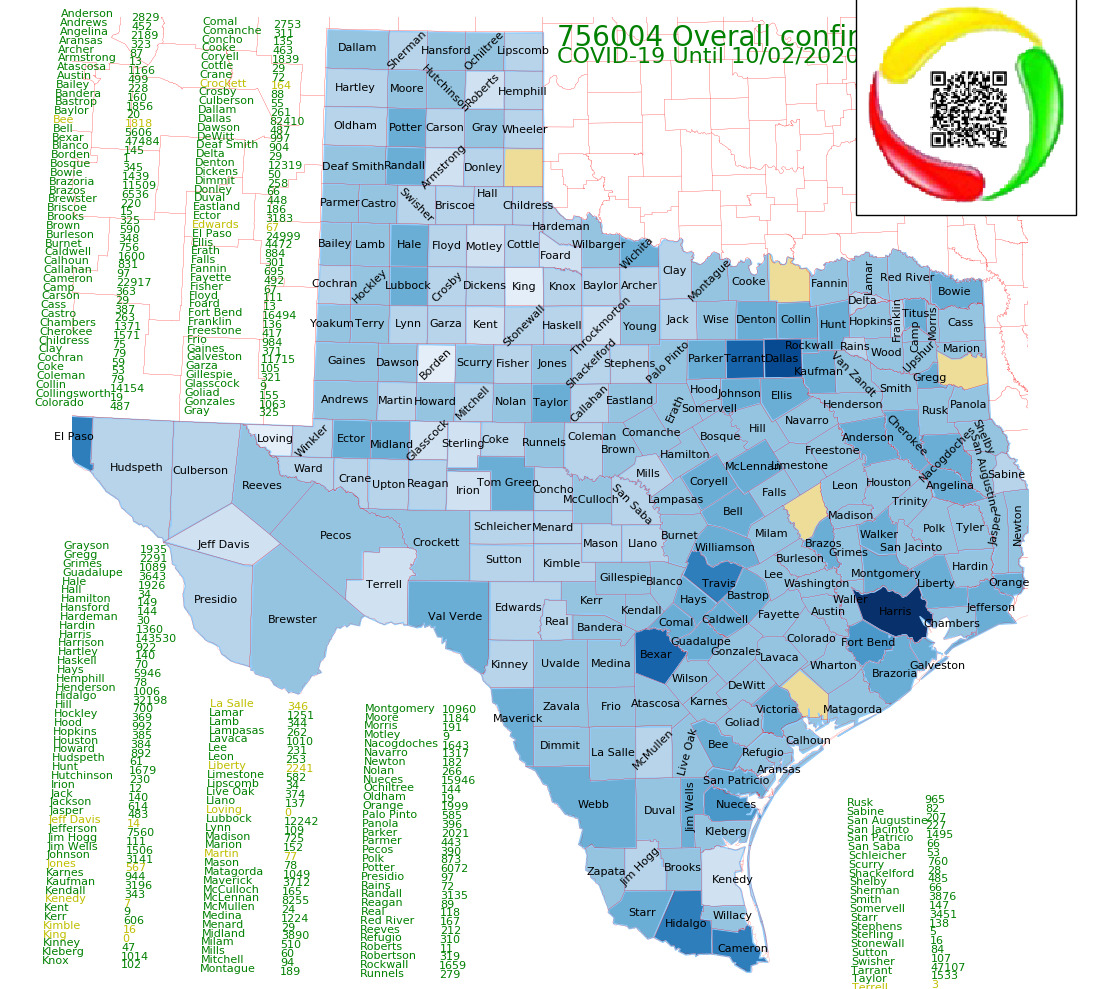 756004 Overall confir
COVID-19 Until 10/02/2020
Anderson 2829
Andrews 452
Angelina 2189
Aransas 323
Archer 87
Armstrong 13
Atascosa 1166
Austin 499
Bailey 228
Bandera 160
Bastrop 1856
Baylor 20
Bee 1818
Bell 5606
Bexar 47484
Blanco 145
Borden 1
Bosque 345
Bowie 1439
Brazoria 11509
Brazos 6536
Brewster 220
Briscoe
Brooks 325
Brown 590
Burleson 348
Burnet 756
Caldwell 1600
Calhoun 831
Callahan 97
Cameron 22917
Camp 363
Carson 29
Cass 387
Castro 263
Chambers 1371
Cherokee 1571
Childress 75
Clay 79
Cochran 59
Coke 53
Coleman 79
Collin 14154
Collingsworth 19
Colorado 487
Comal 2753
Comanche 311
Concho 135
Cooke 463
Coryell 1839
Cottle 29
Crane 72
Crockett 164
Crosby 88
Culberson 55
Dallam 261
Dallas 82410
Dawson 487
DeWitt 997
Deaf Smith 904
Delta 29
Denton 12319
Dickens 50
Dimmit 258
Donley 66
Duval 448
Eastland 186
Ector 3183
Edwards 67
El Paso 24999
Ellis 4472
Erath 884
Falls 301
Fannin 695
Fayette 492
Fisher 67
Floyd 111
Foard 13
Fort Bend 16494
Franklin 136
Freestone 417
Frio 984
Gaines 371
Galveston 11715
Garza 105
Gillespie 321
Glasscock 9
Goliad 155
Gonzales 1063
Gray 325
Dallam Sherman Hansford Ochiltree Lipscomb
Hartley Moore Hutchinson Roberts Hemphill
Oldham Potter Carson Gray Wheeler
Deaf Smith Randall Armstrong Donley
Parmer Castro Swisher Briscoe Hall Childress
Hardeman
Bailey Lamb Hale Floyd Motley Cottle Foard Wilbarger Wichita
Clay Montague Cooke Fannin Lamar Red River Bowie
Cochran Hockley Lubbock Crosby Dickens King Knox Baylor Archer
Delta Franklin Titus Camp Morris Cass
Yoakum Terry Lynn Garza Kent Stonewall Haskell Throckmorton Young Jack Wise Denton Collin Hunt Hopkins
Rockwall Rains Wood Upshur Marion
Gaines Dawson Borden Scurry Fisher Jones Shackelford Stephens Palo Pinto Parker Tarrant Dallas Kaufman Van Zandt Smith Gregg
Andrews Martin Howard Mitchell Nolan Taylor Callahan Eastland Erath Hood Somervell Johnson Ellis Henderson Rusk Panola
El Paso Loving Winkler Ector Midland Glasscock Sterling Coke Runnels Coleman Brown Comanche Bosque Hill Navarro Anderson Cherokee Nacogdoches Shelby
Hudspeth Culberson Reeves Ward Crane Upton Reagan Irion Tom Green Concho McCulloch San Saba Mills Hamilton Lampasas Coryell McLennan Limestone Freestone Leon Houston Angelina San Augustine Sabine
Jeff Davis Pecos Crockett Schleicher Menard Mason Llano Burnet Bell Falls Milam Brazos Madison Walker Trinity Polk Tyler Jasper Newton
Presidio Brewster Terrell Val Verde Sutton Kimble Gillespie Blanco Williamson Travis Lee Burleson Grimes San Jacinto Montgomery Liberty Hardin Orange
Edwards Real Kerr Bandera Kendall Comal Hays Caldwell Bastrop Fayette Washington Austin Waller Harris Chambers Jefferson
Kinney Uvalde Medina Bexar Guadalupe Gonzales Lavaca Colorado Fort Bend Wharton Brazoria Galveston
Maverick Zavala Frio Atascosa Wilson Karnes DeWitt Goliad Victoria Matagorda
Dimmit La Salle McMullen Live Oak Bee Refugio Calhoun Aransas
Webb Duval Jim Wells San Patricio Nueces Kleberg
Zapata Jim Hogg Brooks Kenedy
Starr Hidalgo Willacy Cameron
Grayson 1935
Gregg 2291
Grimes 1089
Guadalupe 3643
Hale 1926
Hall 34
Hamilton 149
Hansford 144
Hardeman 30
Hardin 1360
Harris 143530
Harrison 922
Hartley 140
Haskell 70
Hays 5946
Hemphill 78
Henderson 1006
Hidalgo 32198
Hill 700
Hockley 369
Hood 992
Hopkins 385
Houston 384
Howard 892
Hudspeth 61
Hunt 1679
Hutchinson 230
Irion 12
Jack 140
Jackson 614
Jasper 483
Jeff Davis 14
Jefferson 7560
Jim Hogg 111
Jim Wells 1506
Johnson 3141
Jones 567
Karnes 944
Kaufman 3196
Kendall 343
Kenedy 7
Kent 9
Kerr 606
Kimble 16
King 0
Kinney 47
Kleberg 1014
Knox 102
La Salle 346
Lamar 1251
Lamb 344
Lampasas 262
Lavaca 1010
Lee 231
Leon 253
Liberty 2241
Limestone 582
Lipscomb 34
Live Oak 374
Llano 137
Loving 0
Lubbock 12242
Lynn 109
Madison 725
Marion 152
Martin 77
Mason 78
Matagorda 1049
Maverick 3712
McCulloch 165
McLennan 8255
McMullen 24
Medina 1224
Menard 29
Midland 3890
Milam 510
Mills 60
Mitchell 94
Montague 189
Montgomery 10960
Moore 1184
Morris 191
Motley 9
Nacogdoches 1643
Navarro 1317
Newton 182
Nolan 266
Nueces 15946
Ochiltree 144
Oldham 19
Orange 1999
Palo Pinto 585
Panola 396
Parker 2021
Parmer 443
Pecos 390
Polk 873
Potter 6072
Presidio 97
Rains 72
Randall 3135
Reagan 89
Real 118
Red River 167
Reeves 212
Refugio 310
Roberts 11
Robertson 319
Rockwall 1659
Runnels 279
Rusk 965
Sabine 82
San Augustine 207
San Jacinto 227
San Patricio 1495
San Saba 66
Schleicher 53
Scurry 760
Shackelford 28
Shelby 485
Sherman 66
Smith 3876
Somervell 147
Starr 3451
Stephens 138
Sterling 5
Stonewall 16
Sutton 84
Swisher 107
Tarrant 47107
Taylor 1533
Terrell 3